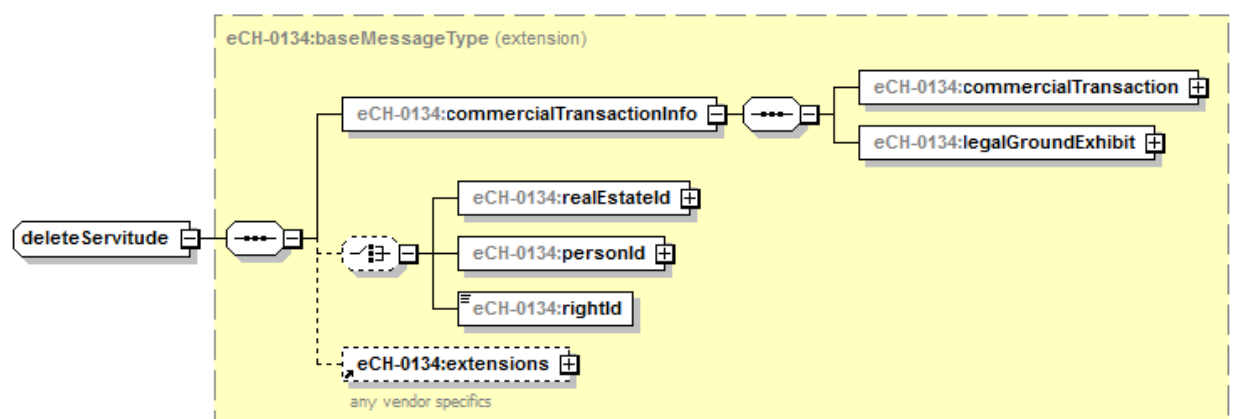 eCH-0134:baseMessageType (extension)
eCH-0134:commercialTransactionInfo
eCH-0134:commercialTransaction
eCH-0134:legalGroundExhibit
deleteServitude
eCH-0134:realEstateId
eCH-0134:personId
eCH-0134:rightId
eCH-0134:extensions
any vendor specifics